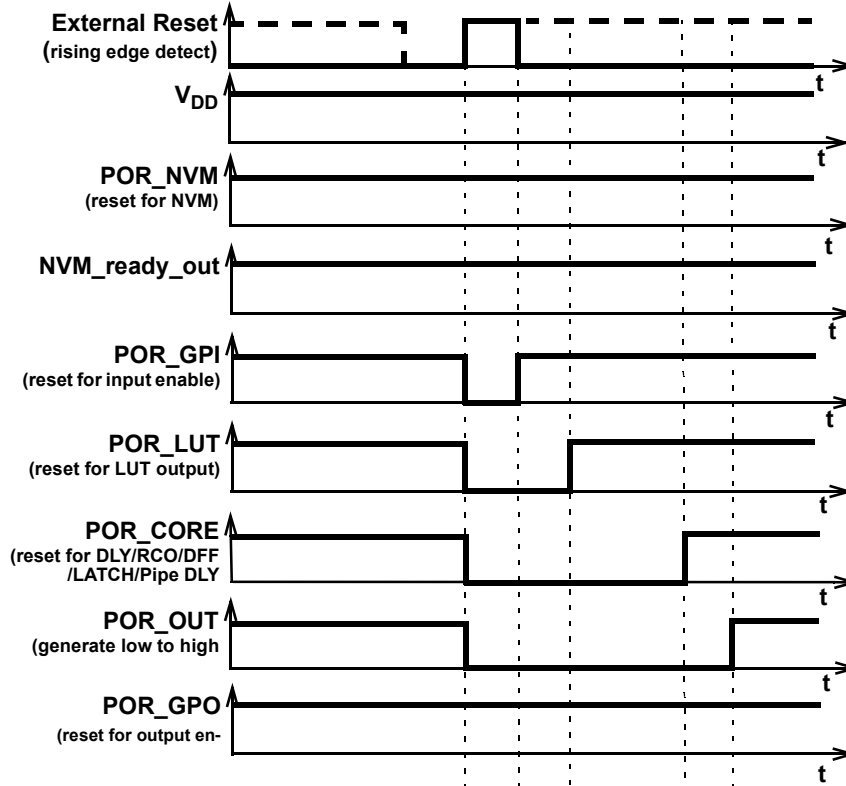 External Reset
(rising edge detect)
t
VDD
t
POR_NVM
(reset for NVM)
t
NVM_ready_out
t
POR_GPI
(reset for input enable)
t
POR_LUT
(reset for LUT output)
t
POR_CORE
(reset for DLY/RCO/DFF
/LATCH/Pipe DLY
t
POR_OUT
(generate low to high
t
POR_GPO
(reset for output en-
t